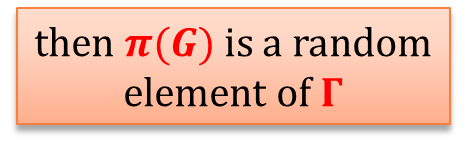 then π(G) is a random
element of Γ